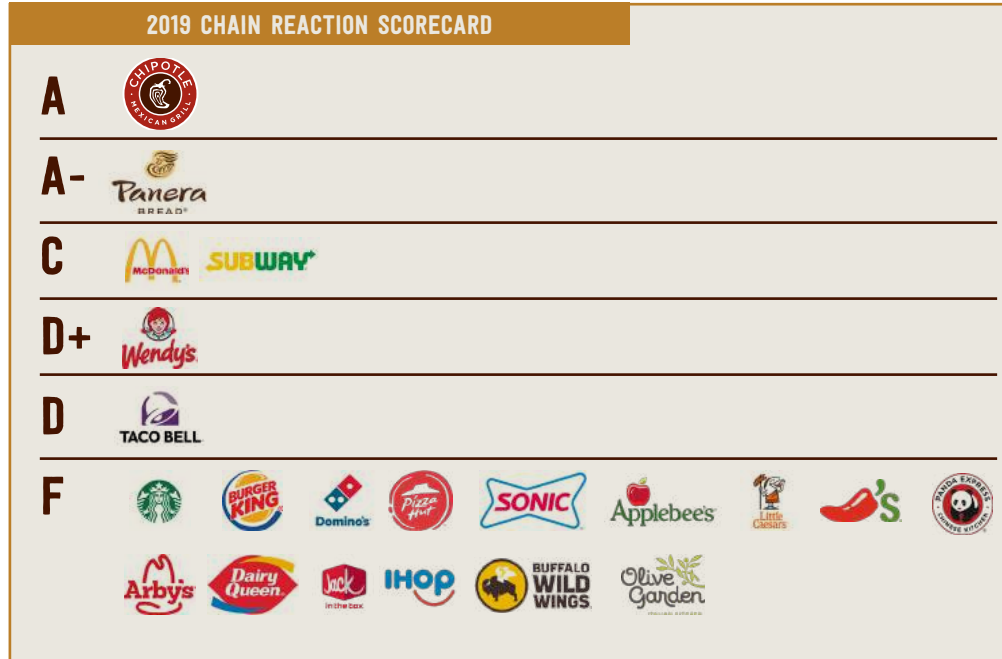 2019 CHAIN REACTION SCORECARD
A
CHIPOTLE
MEXICAN GRILL
A-
Panera
BREAD®
C
McDonald's
SUBWAY
D+
Wendy's
D
TACO BELL
F
BURGER
KING
Domino's
Pizza
Hut
SONIC
Applebee's
Little
Caesars
's
PANDA EXPRESS
CHINESE KITCHEN
Arby's
Dairy
Queen
Jack
in the box
IHOP
BUFFALO
WILD
WINGS
Olive
Garden